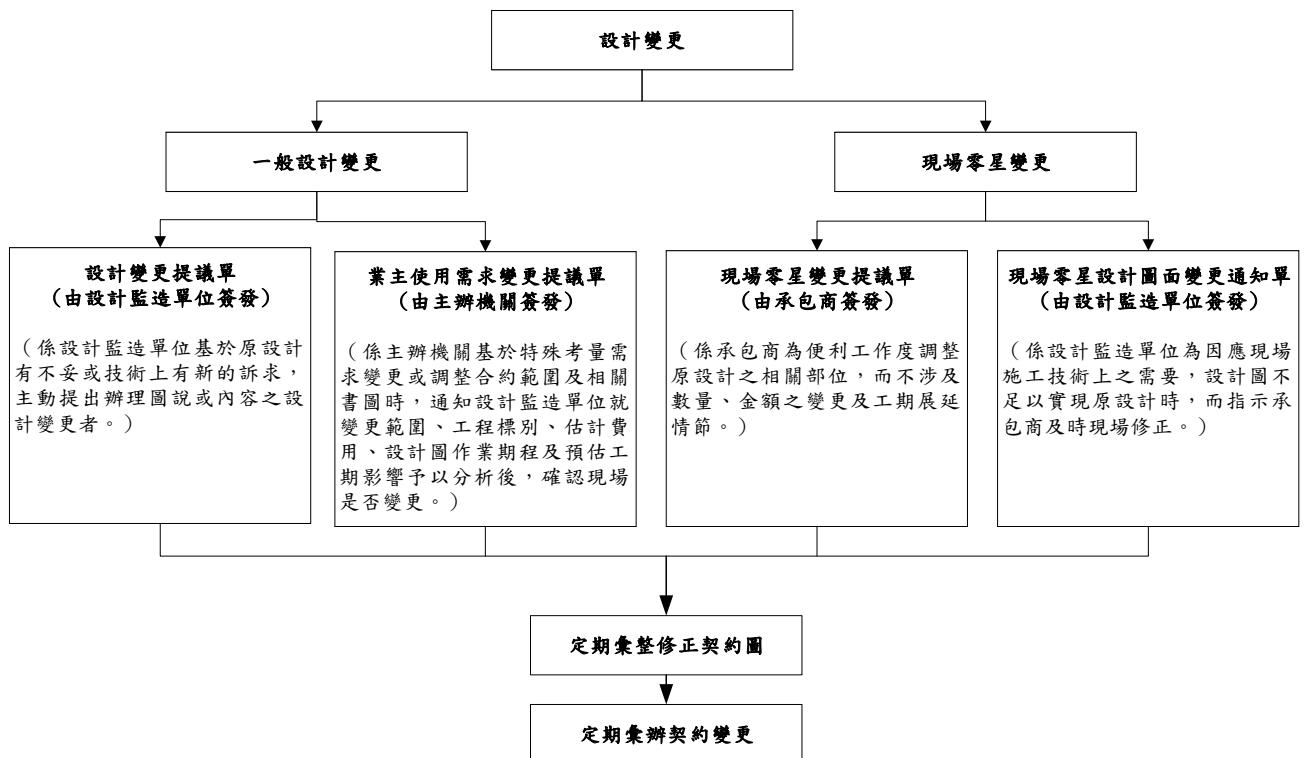 設計變更
一般設計變更
現場零星變更
設計變更提議單
（由設計監造單位簽發）
（係設計監造單位基於原設計
有不妥或技術上有新的訴求，
主動提出辦理圖說或內容之設
計變更者。）
業主使用需求變更提議單
（由主辦機關簽發）
（係主辦機關基於特殊考量需
求變更或調整合約範圍及相關
書圖時，通知設計監造單位就
變更範圍、工程標別、估計費
用、設計圖作業期程及預估工
期影響予以分析後，確認現場
是否變更。）
現場零星變更提議單
（由承包商簽發）
（係承包商為便利工作度調整
原設計之相關部位，而不涉及
數量、金額之變更及工期展延
情節。）
現場零星設計圖面變更通知單
（由設計監造單位簽發）
（係設計監造單位為因應現場
施工技術上之需要，設計圖不
足以實現原設計時，而指示承
包商及時現場修正。）
定期彙整修正契約圖
定期彙辦契約變更